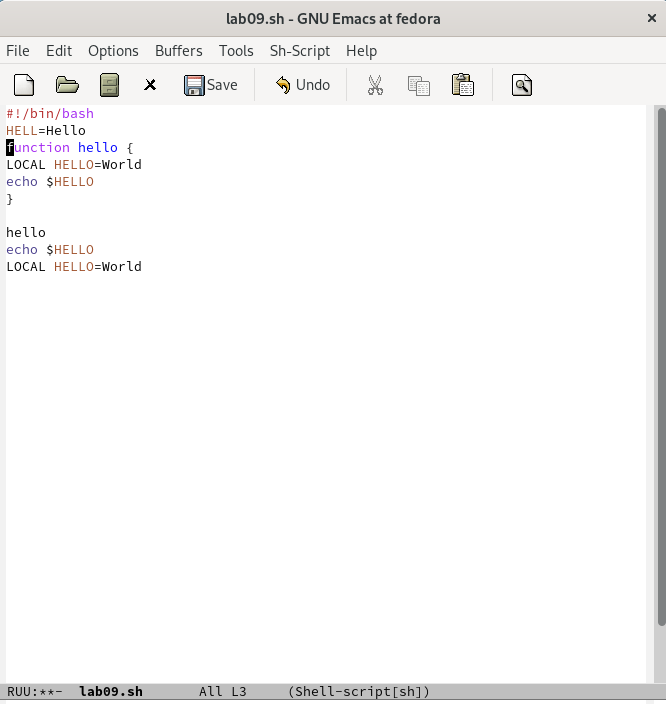 lab09.sh - GNU Emacs at fedora
File Edit Options Buffers Tools Sh-Script Help
Save Undo
#!/bin/bash
HELL=Hello
function hello {
LOCAL HELLO=World
echo $HELLO
}
hello
echo $HELLO
LOCAL HELLO=World
RUU:**- lab09.sh All L3 (Shell-script[sh])